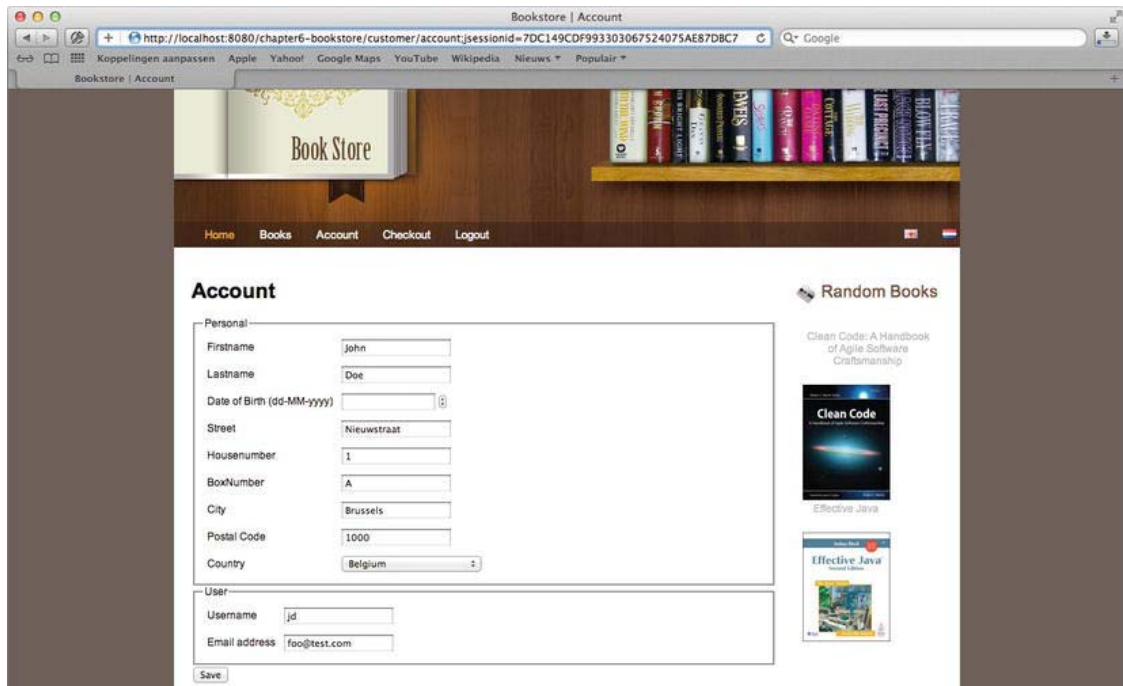 Bookstore | Account
http://localhost:8080/chapter6-bookstore/customer/account;jsessionid=7DC149CDF993303067524075AE87DBC7
Google
Koppelingen aanpassen Apple Yahoo! Google Maps YouTube Wikipedia Nieuws Populair
Bookstore | Account
Book Store
Home Books Account Checkout Logout
Account
Random Books
Personal
Firstname John
Lastname Doe
Date of Birth (dd-MM-yyyy)
Street Nieuwstraat
Housenumber 1
BoxNumber A
City Brussels
Postal Code 1000
Country Belgium
User
Username jd
Email address foo@test.com
Save
Clean Code: A Handbook
of Agile Software
Craftsmanship
Clean Code
Effective Java
Effective Java
Second Edition